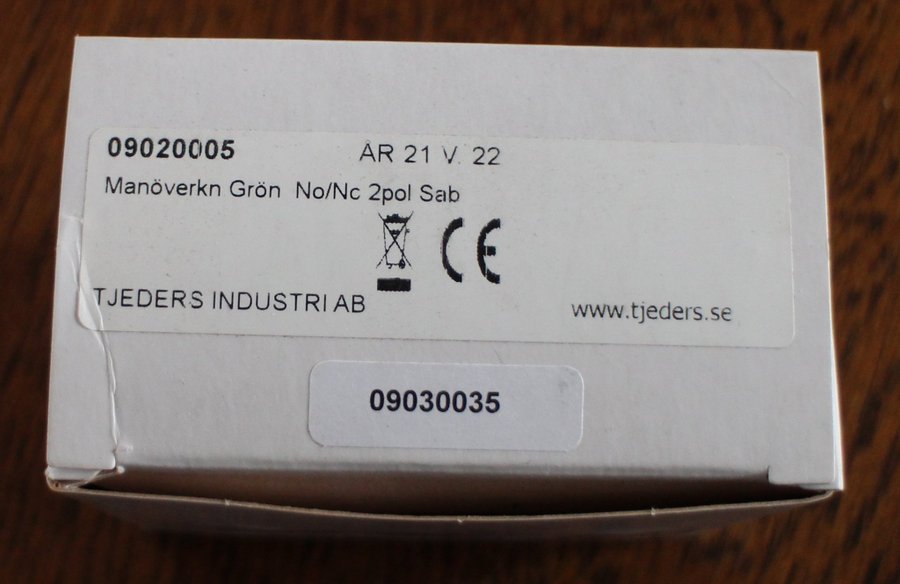 09020005 ÅR 21 V. 22
Manöverkn Grön No/Nc 2pol Sab
CE
TJEDERS INDUSTRI AB www.tjeders.se
09030035